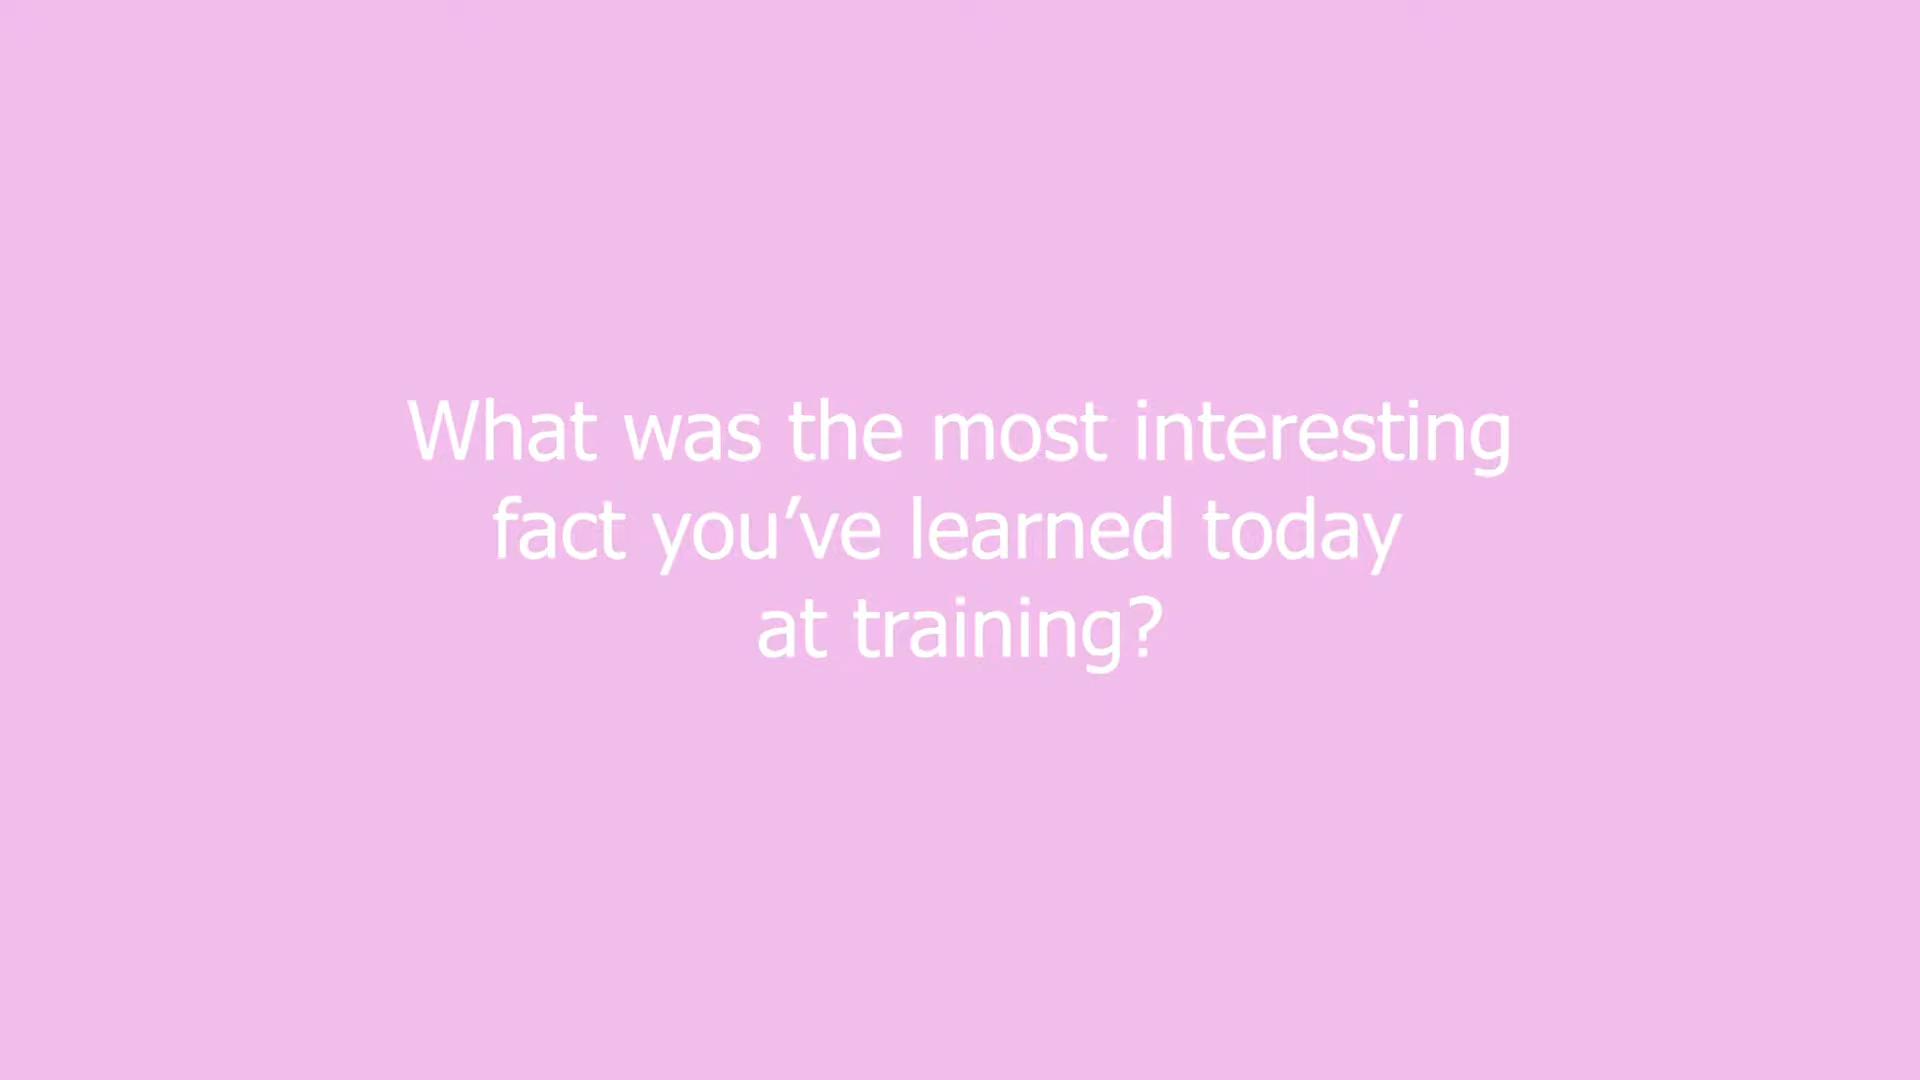 What was the most interesting
fact you’ve learned today
at training?